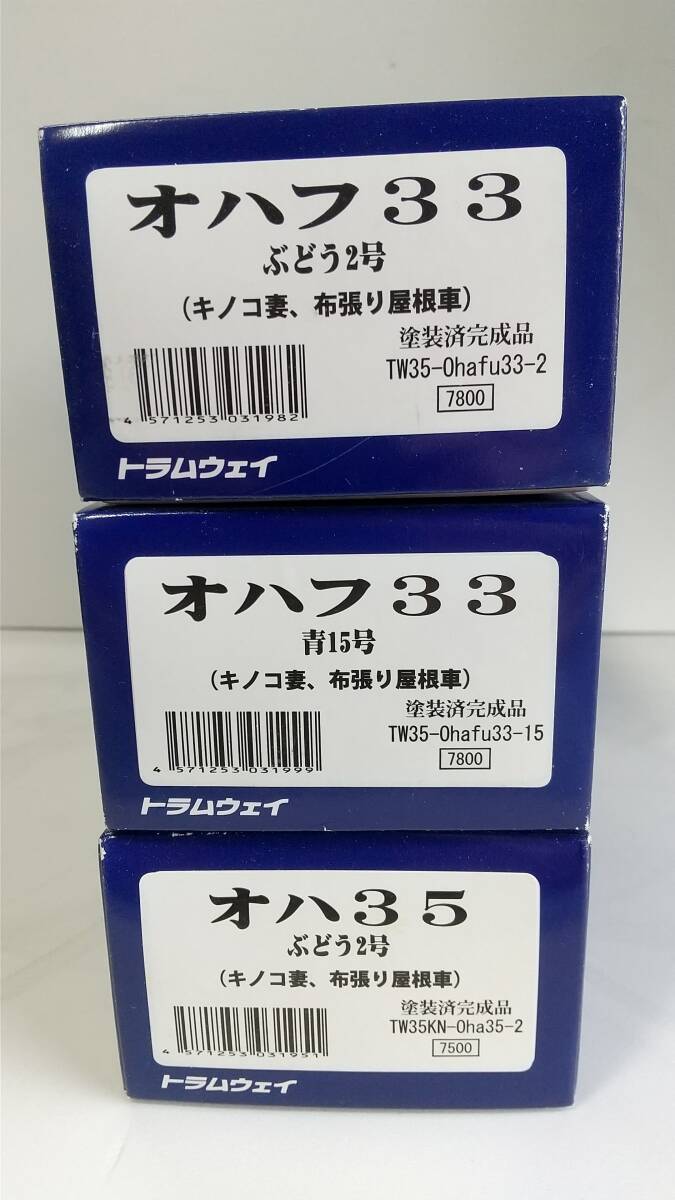 オハフ３３
ぶどう2号
(キノコ妻、布張り屋根車)
塗装済完成品
TW35-Ohafu33-2
7800
4 571253 031982
トラムウェイ
オハフ３３
青15号
(キノコ妻、布張り屋根車)
塗装済完成品
TW35-Ohafu33-15
7800
4 571253 031999
トラムウェイ
オハ３５
ぶどう2号
(キノコ妻、布張り屋根車)
塗装済完成品
TW35KN-Oha35-2
7500
4 571253 031951
トラムウェイ